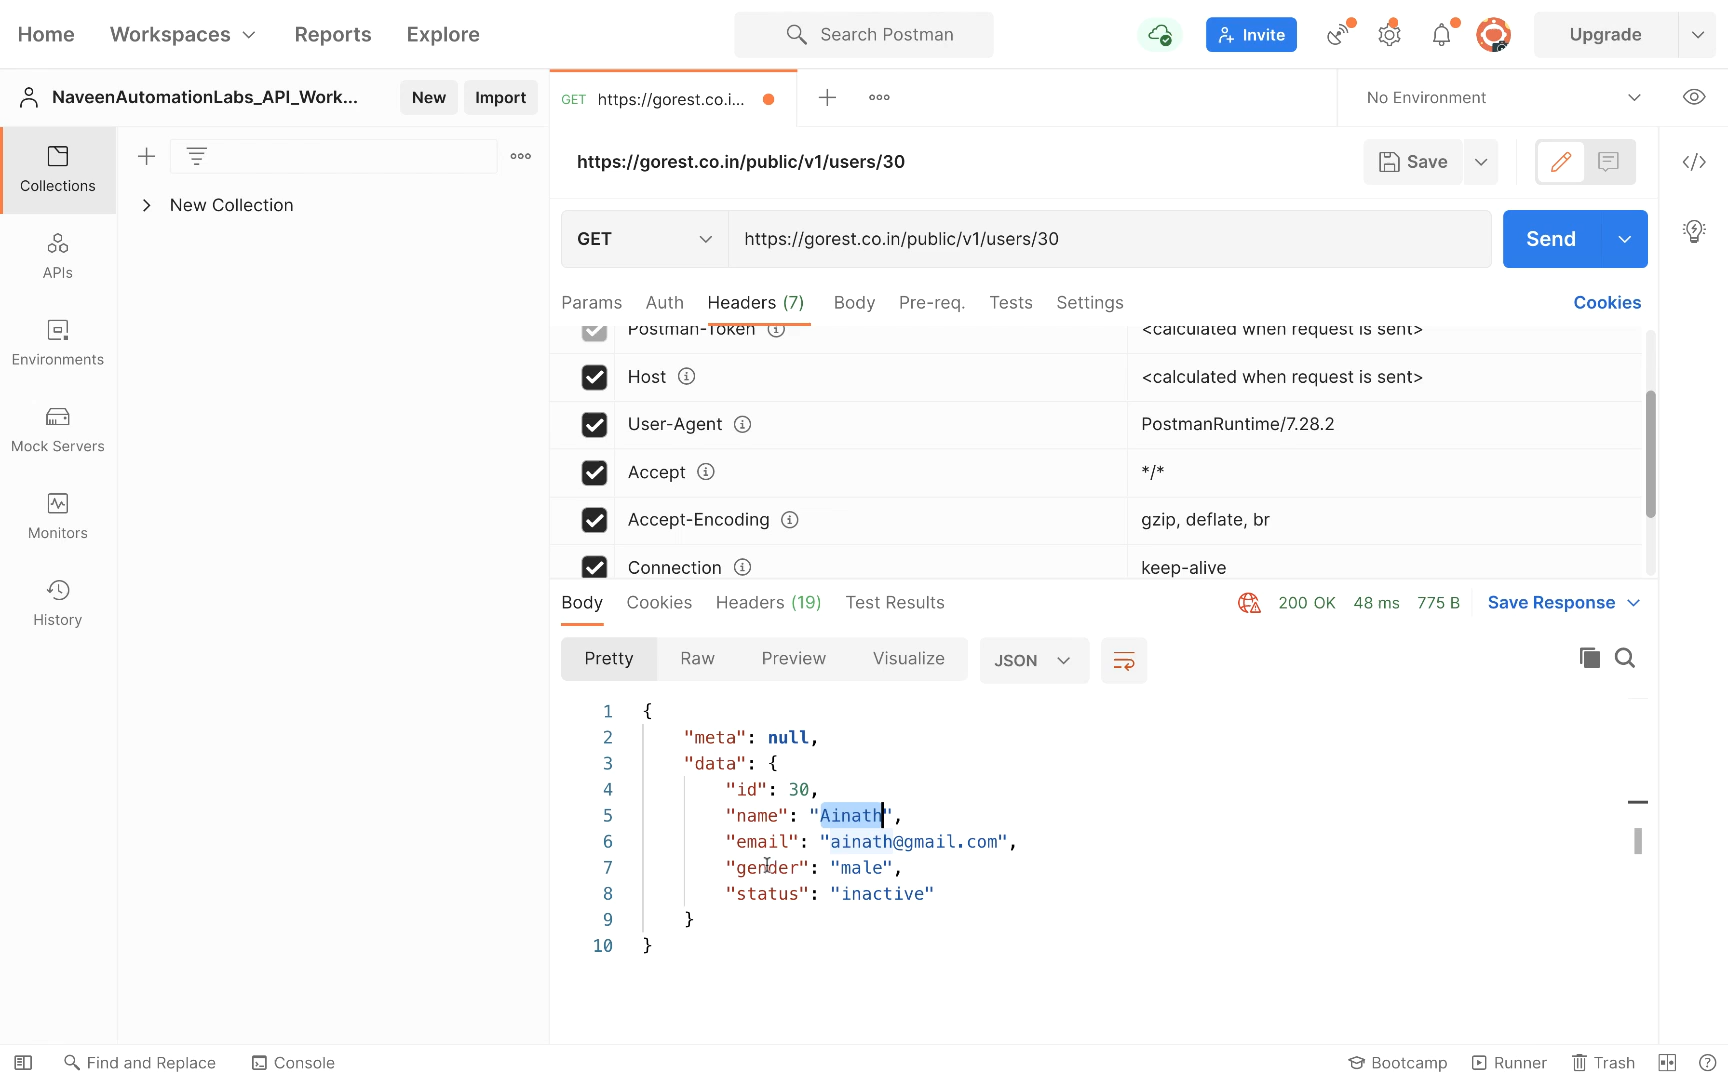 Home Workspaces Reports Explore Search Postman Invite Upgrade
NaveenAutomationLabs_API_Work... New Import GET https://gorest.co.i... No Environment
Collections
APIs
Environments
Mock Servers
Monitors
History
New Collection
https://gorest.co.in/public/v1/users/30 Save
GET https://gorest.co.in/public/v1/users/30 Send
Params Auth Headers (7) Body Pre-req. Tests Settings Cookies
Postman-Token <calculated when request is sent>
Host <calculated when request is sent>
User-Agent PostmanRuntime/7.28.2
Accept */*
Accept-Encoding gzip, deflate, br
Connection keep-alive
Body Cookies Headers (19) Test Results 200 OK 48 ms 775 B Save Response
Pretty Raw Preview Visualize JSON
1 {
2 "meta": null,
3 "data": {
4 "id": 30,
5 "name": "Ainath",
6 "email": "ainath@gmail.com",
7 "gender": "male",
8 "status": "inactive"
9 }
10 }
Find and Replace Console Bootcamp Runner Trash